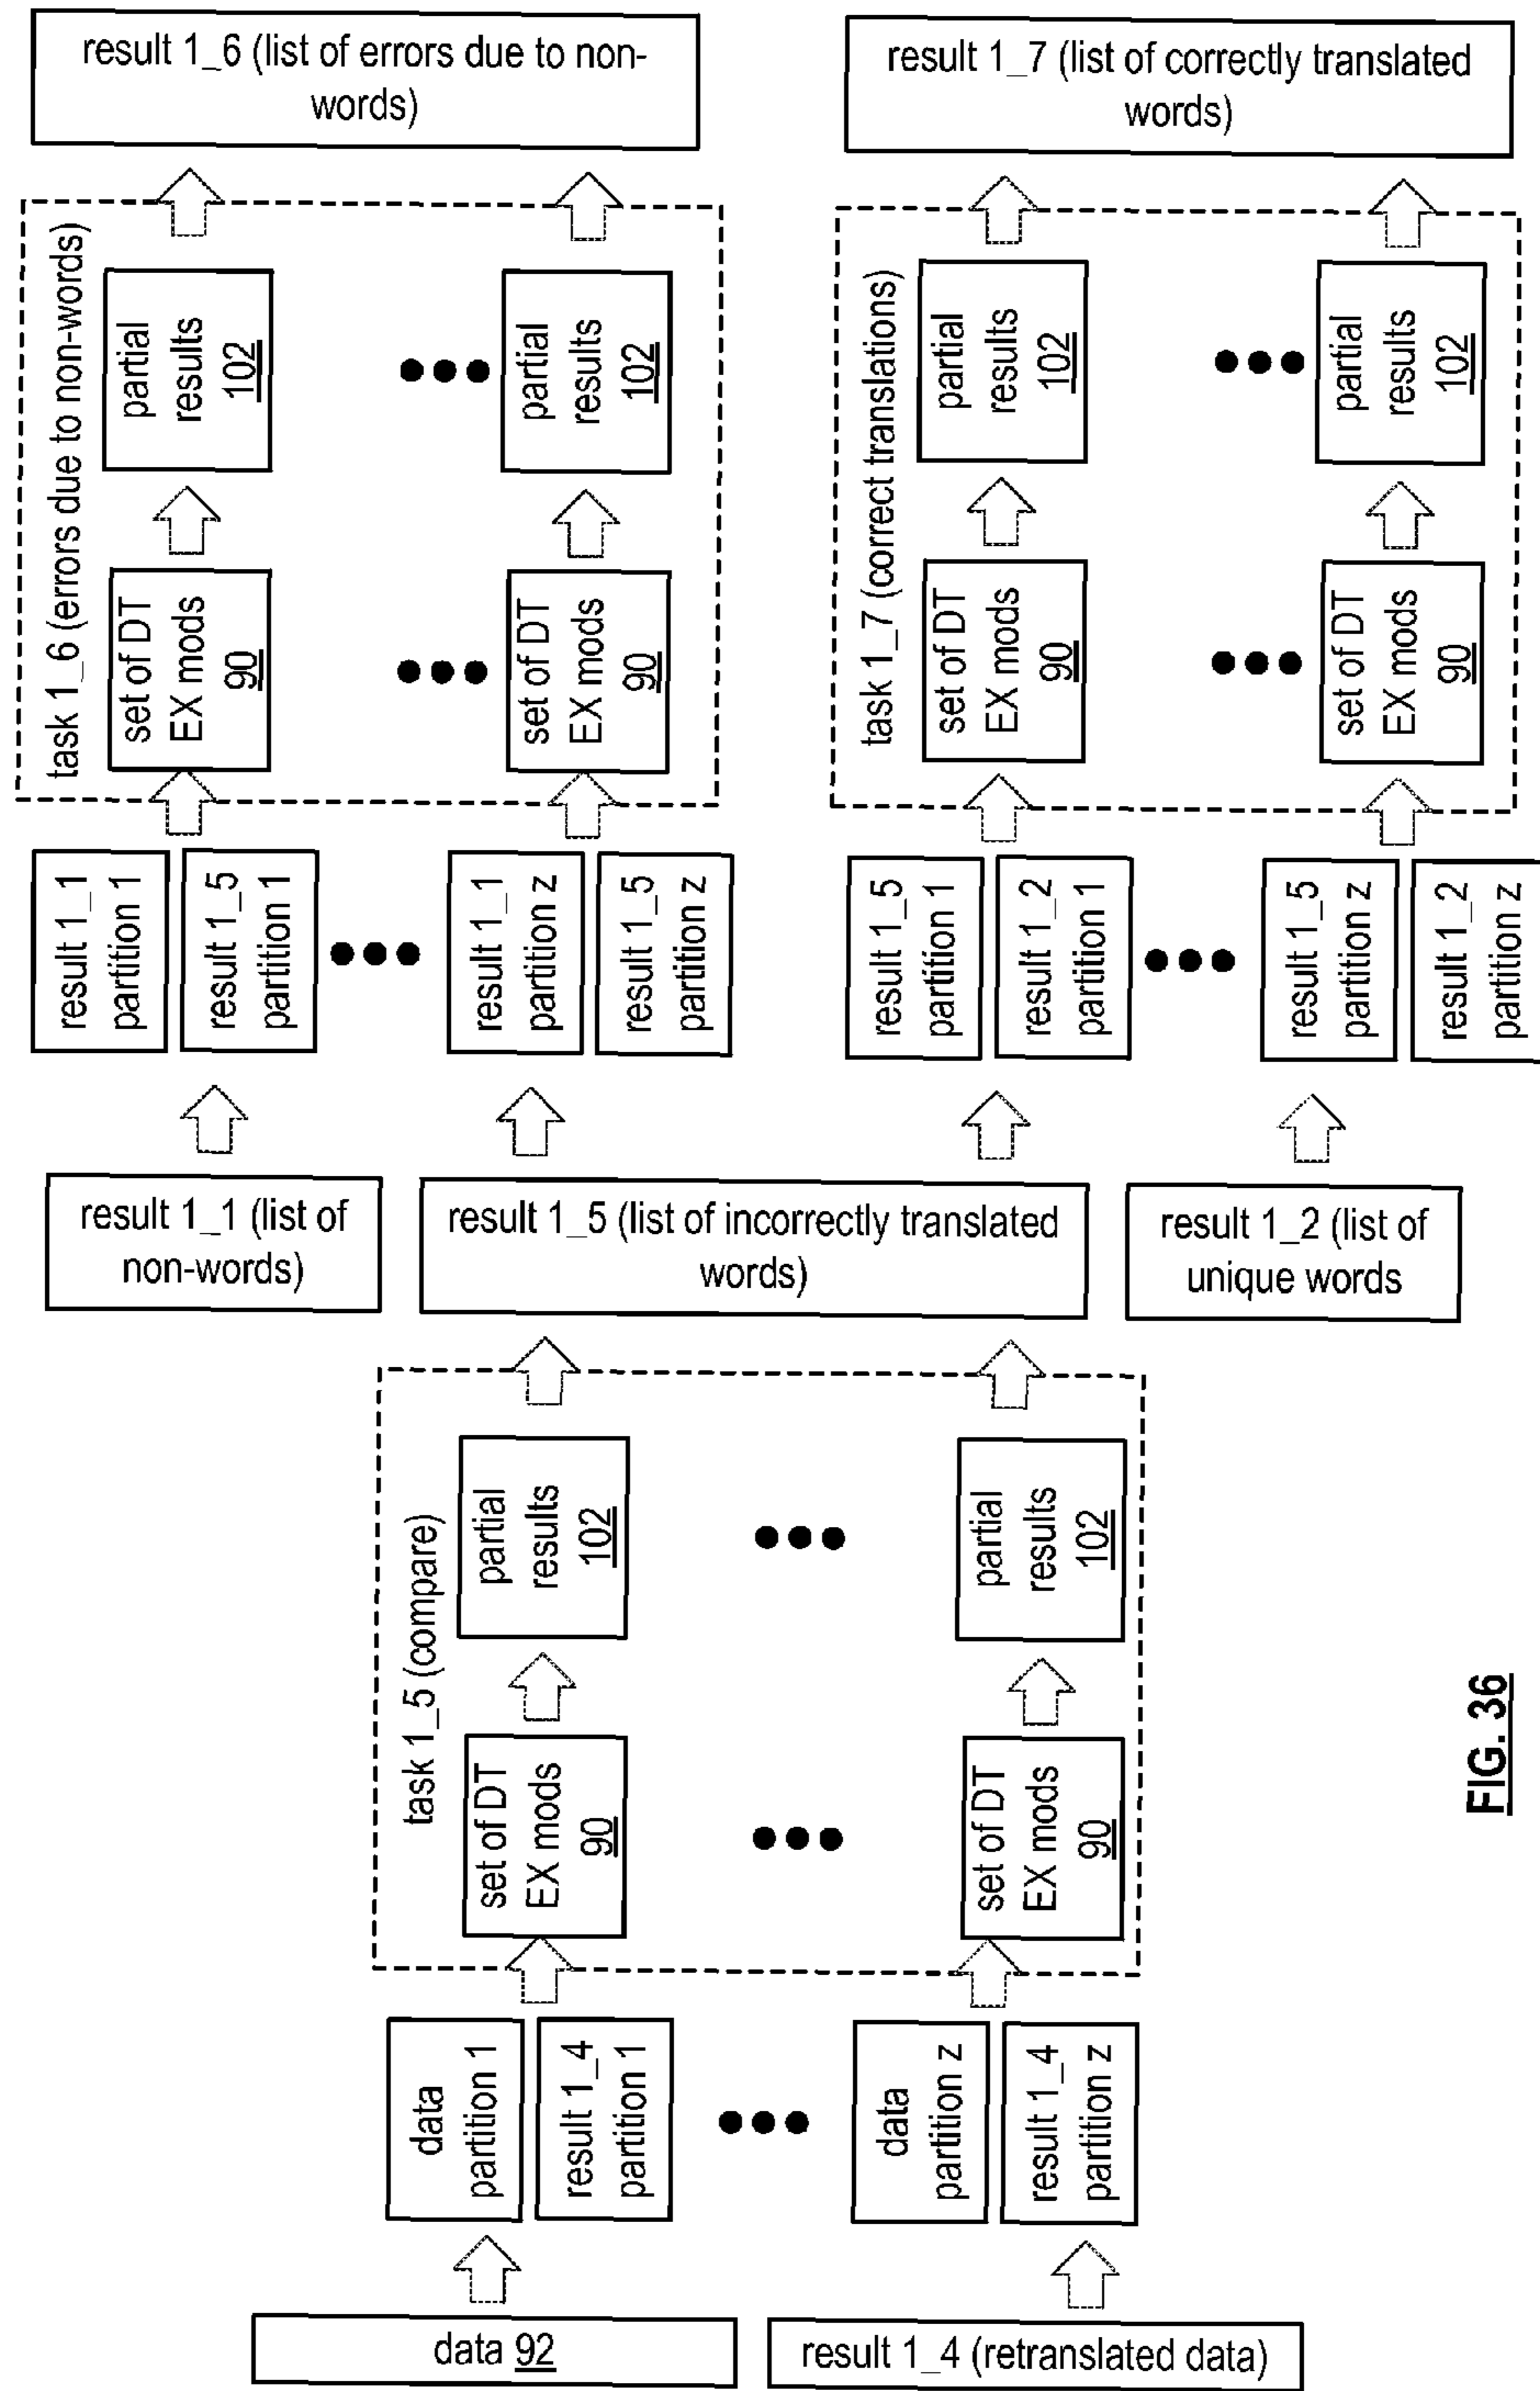 data 92
result 1_4 (retranslated data)
data
partition 1
result 1_4
partition 1
data
partition z
result 1_4
partition z
task 1_5 (compare)
set of DT
EX mods
90
partial
results
102
set of DT
EX mods
90
partial
results
102
result 1_1 (list of
non-words)
result 1_5 (list of incorrectly translated
words)
result 1_2 (list of
unique words
result 1_1
partition 1
result 1_5
partition 1
result 1_1
partition z
result 1_5
partition z
task 1_6 (errors due to non-words)
set of DT
EX mods
90
partial
results
102
set of DT
EX mods
90
partial
results
102
result 1_6 (list of errors due to non-
words)
result 1_5
partition 1
result 1_2
partition 1
result 1_5
partition z
result 1_2
partition z
task 1_7 (correct translations)
set of DT
EX mods
90
partial
results
102
set of DT
EX mods
90
partial
results
102
result 1_7 (list of correctly translated
words)
FIG. 36